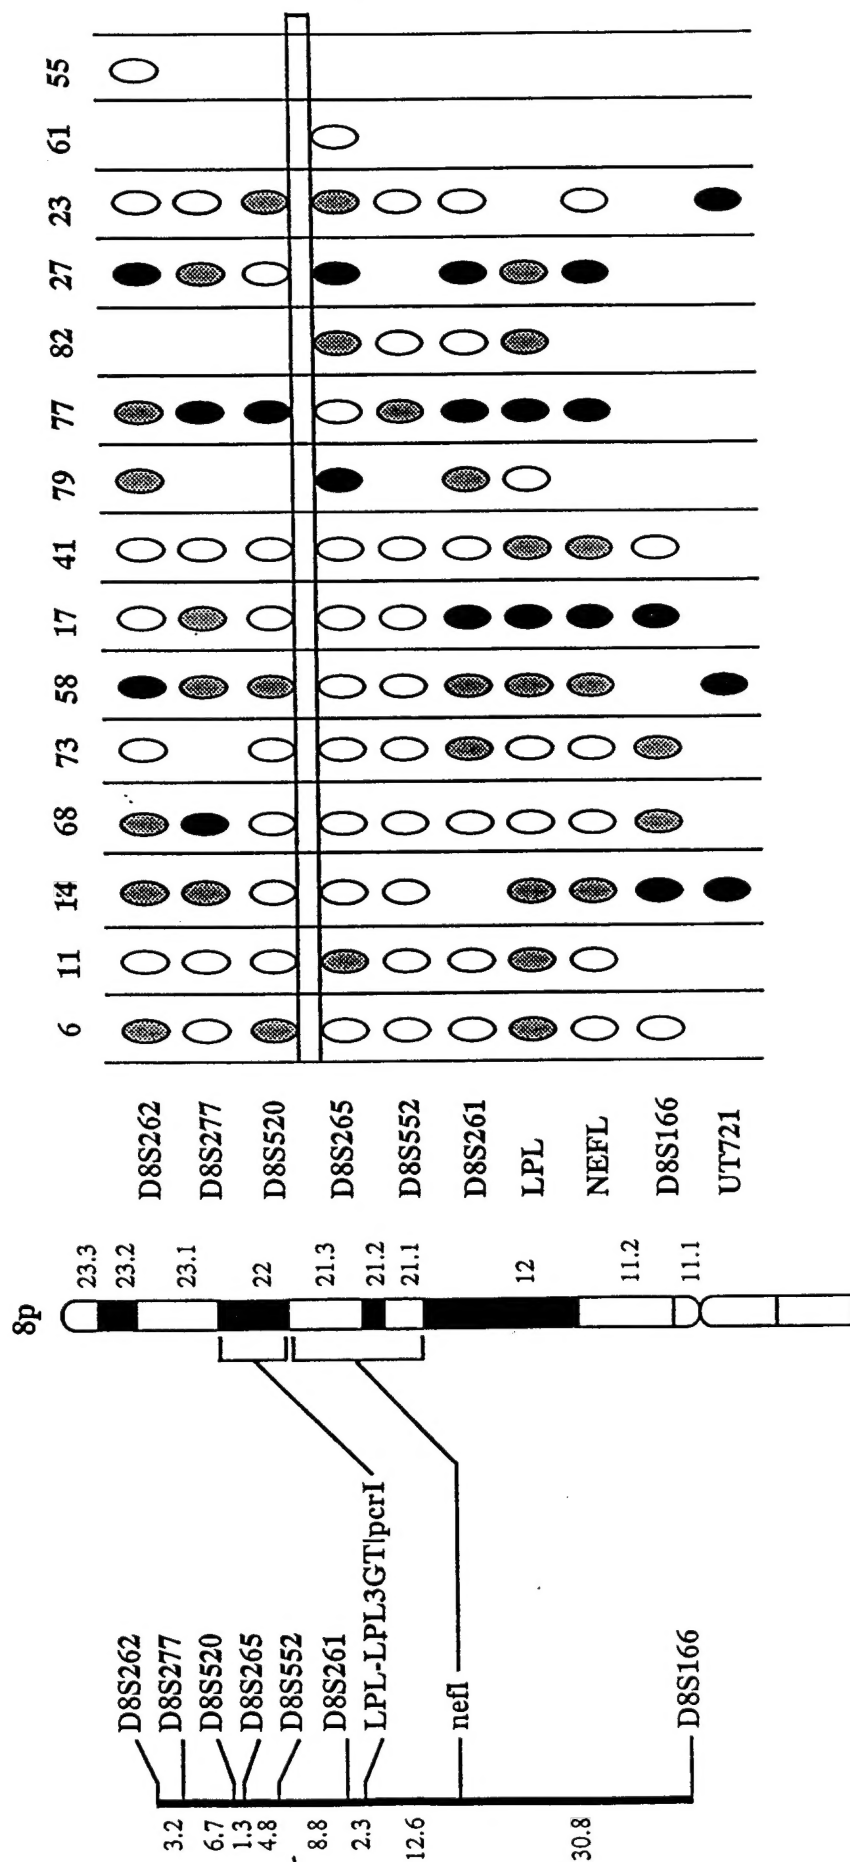 8p
D8S262
D8S277
D8S520
D8S265
D8S552
D8S261
LPL-LPL3GT|pcrI
nefl
D8S166
3.2
6.7
1.3
4.8
8.8
2.3
12.6
30.8
23.3
23.2
23.1
22
21.3
21.2
21.1
12
11.2
11.1
6 11 14 68 73 58 17 41 79 77 82 27 23 61 55
D8S262
D8S277
D8S520
D8S265
D8S552
D8S261
LPL
NEFL
D8S166
UT721